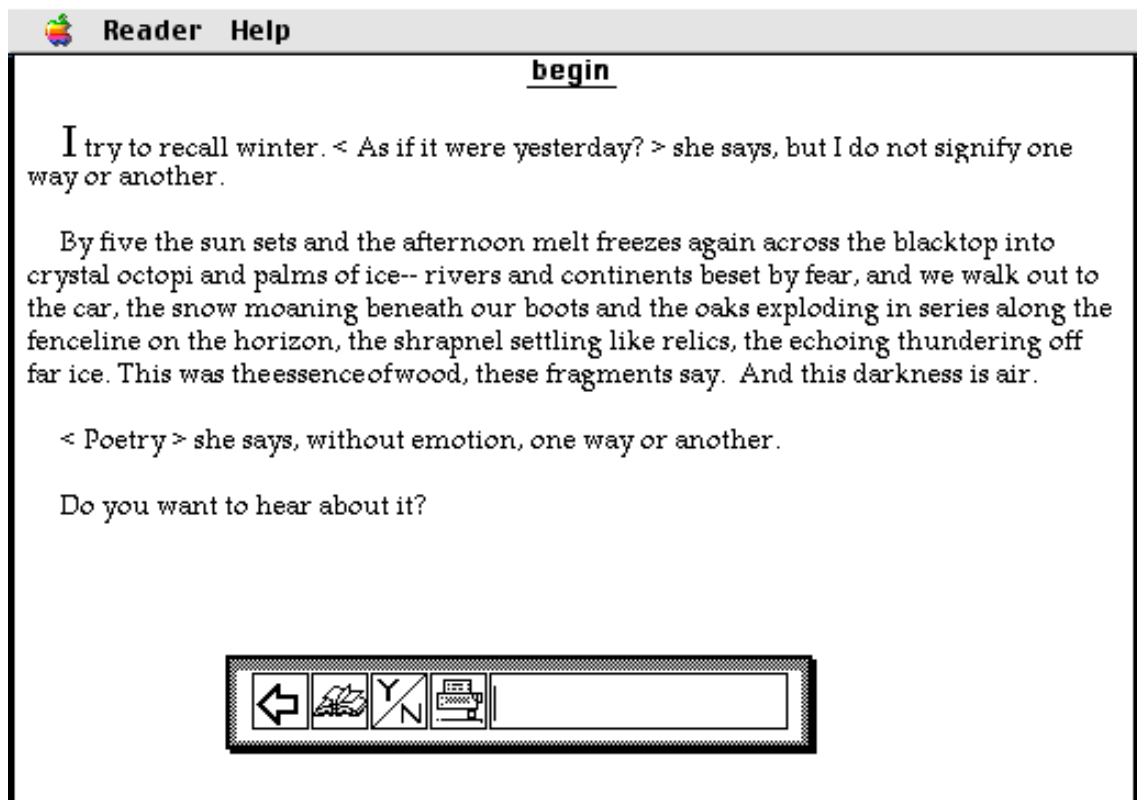 Reader Help
begin
I try to recall winter. < As if it were yesterday? > she says, but I do not signify one
way or another.
By five the sun sets and the afternoon melt freezes again across the blacktop into
crystal octopi and palms of ice-- rivers and continents beset by fear, and we walk out to
the car, the snow moaning beneath our boots and the oaks exploding in series along the
fenceline on the horizon, the shrapnel settling like relics, the echoing thundering off
far ice. This was theessenceofwood, these fragments say. And this darkness is air.
< Poetry > she says, without emotion, one way or another.
Do you want to hear about it?
Y/N